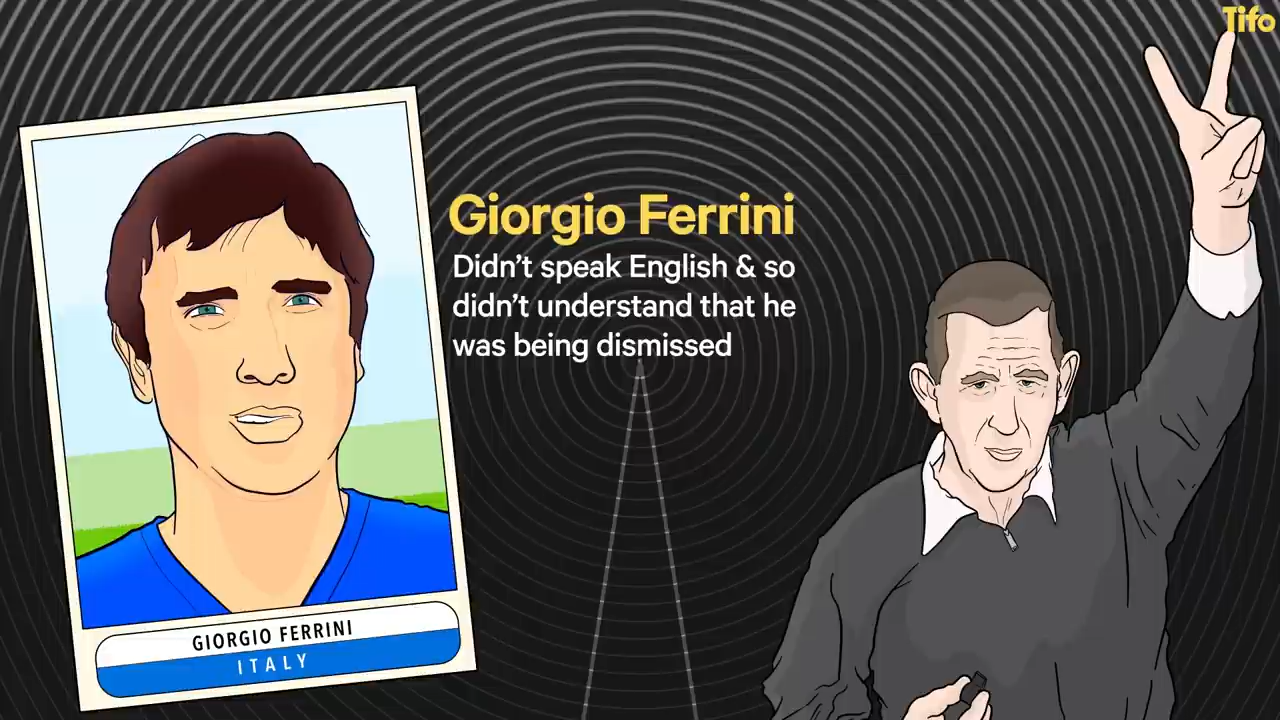 Tifo
Giorgio Ferrini
Didn't speak English & so
didn't understand that he
was being dismissed
GIORGIO FERRINI
ITALY